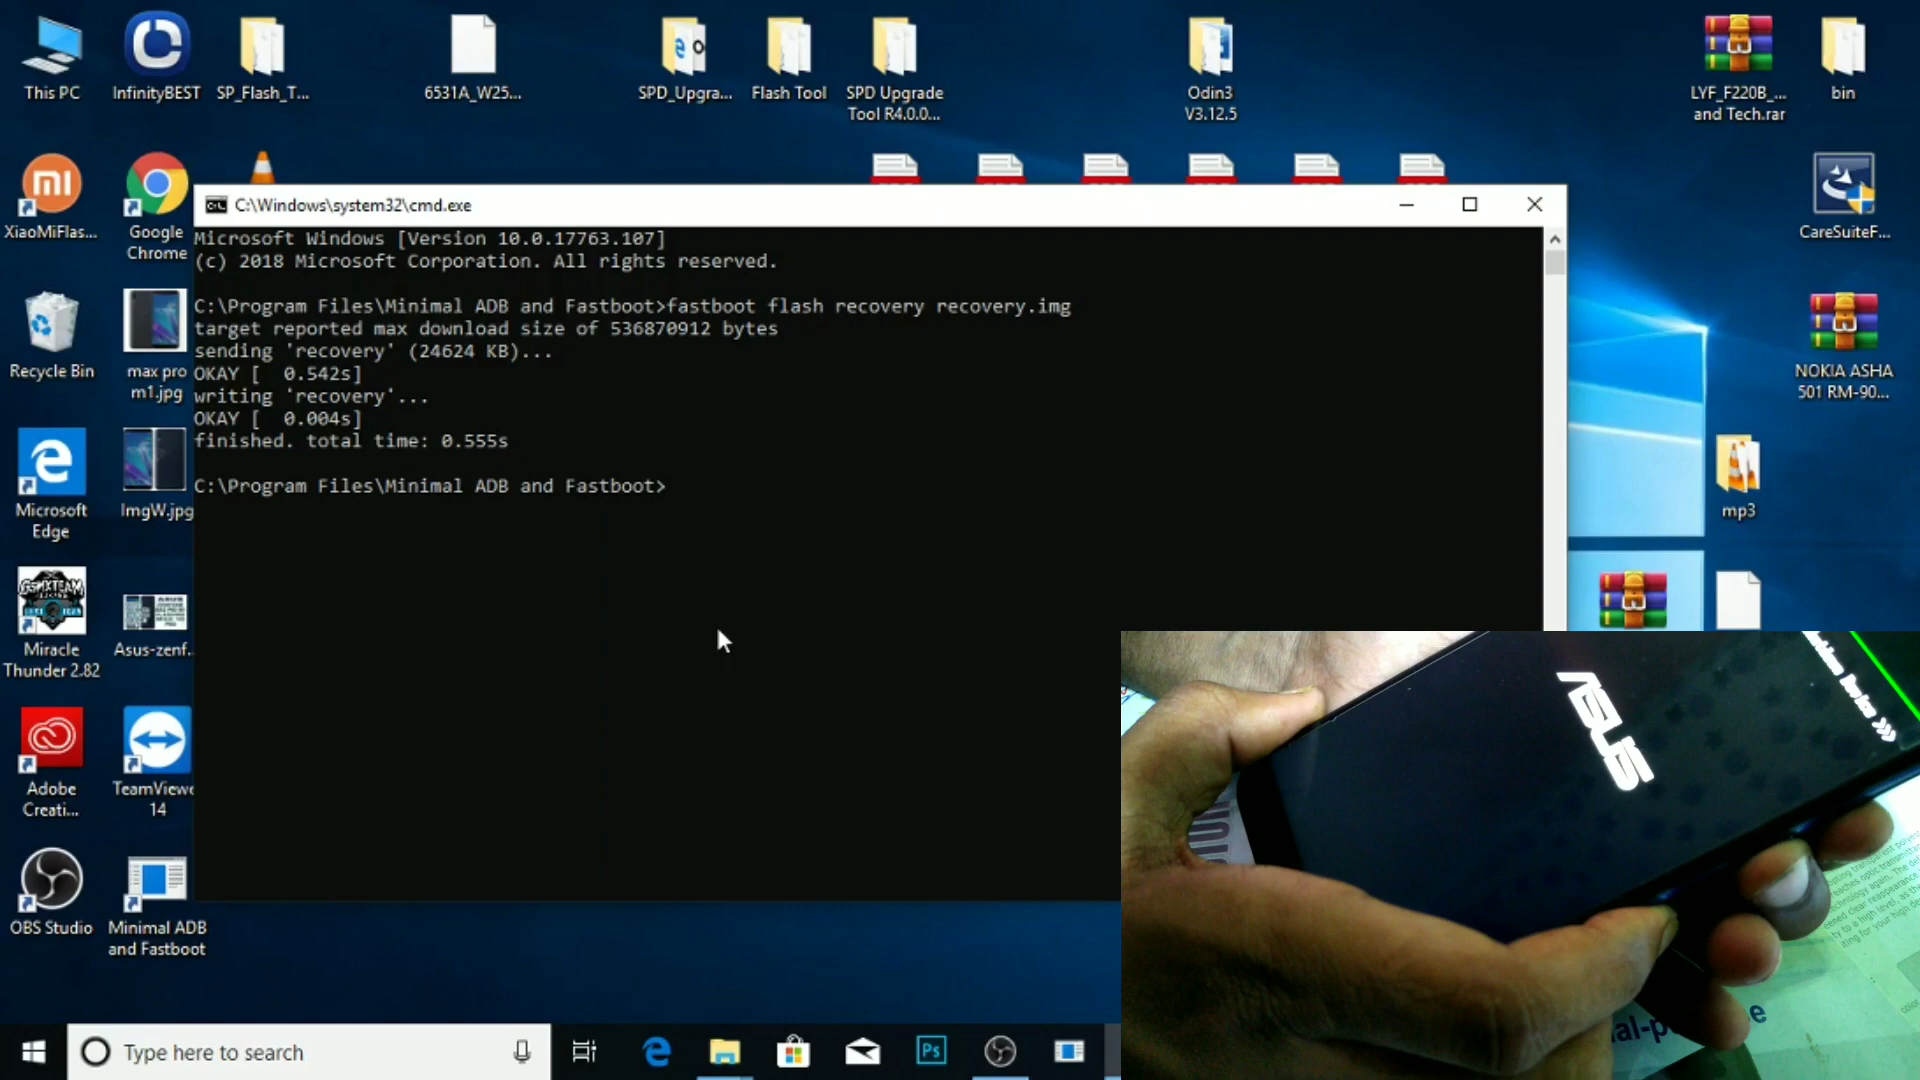 This PC
InfinityBEST
SP_Flash_T...
6531A_W25...
SPD_Upgra...
Flash Tool
SPD Upgrade
Tool R4.0.0...
Odin3
V3.12.5
LYF_F220B_...
and Tech.rar
bin
XiaoMiFlas...
Google
Chrome
CareSuiteF...
C:\Windows\system32\cmd.exe
Microsoft Windows [Version 10.0.17763.107]
(c) 2018 Microsoft Corporation. All rights reserved.
C:\Program Files\Minimal ADB and Fastboot>fastboot flash recovery recovery.img
target reported max download size of 536870912 bytes
sending 'recovery' (24624 KB)...
OKAY [  0.542s]
writing 'recovery'...
OKAY [  0.004s]
finished. total time: 0.555s
C:\Program Files\Minimal ADB and Fastboot>
Recycle Bin
max pro
m1.jpg
NOKIA ASHA
501 RM-90...
Microsoft
Edge
ImgW.jpg
mp3
GSMXTEAM
Miracle
Thunder 2.82
Asus-zenf...
Adobe
Creati...
TeamViewe
14
OBS Studio
Minimal ADB
and Fastboot
ASUS
Device >>>
Type here to search
Ps